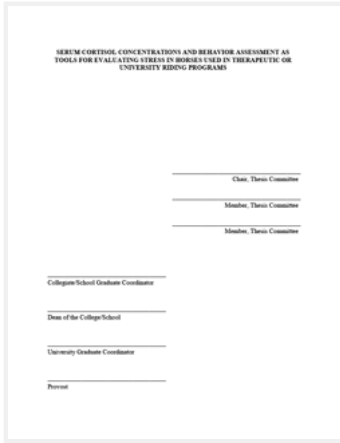 SERUM CORTISOL CONCENTRATIONS AND BEHAVIOR ASSESSMENT AS
TOOLS FOR EVALUATING STRESS IN HORSES USED IN THERAPEUTIC OR
UNIVERSITY RIDING PROGRAMS
Chair, Thesis Committee
Member, Thesis Committee
Member, Thesis Committee
Collegiate/School Graduate Coordinator
Dean of the College/School
University Graduate Coordinator
Provost